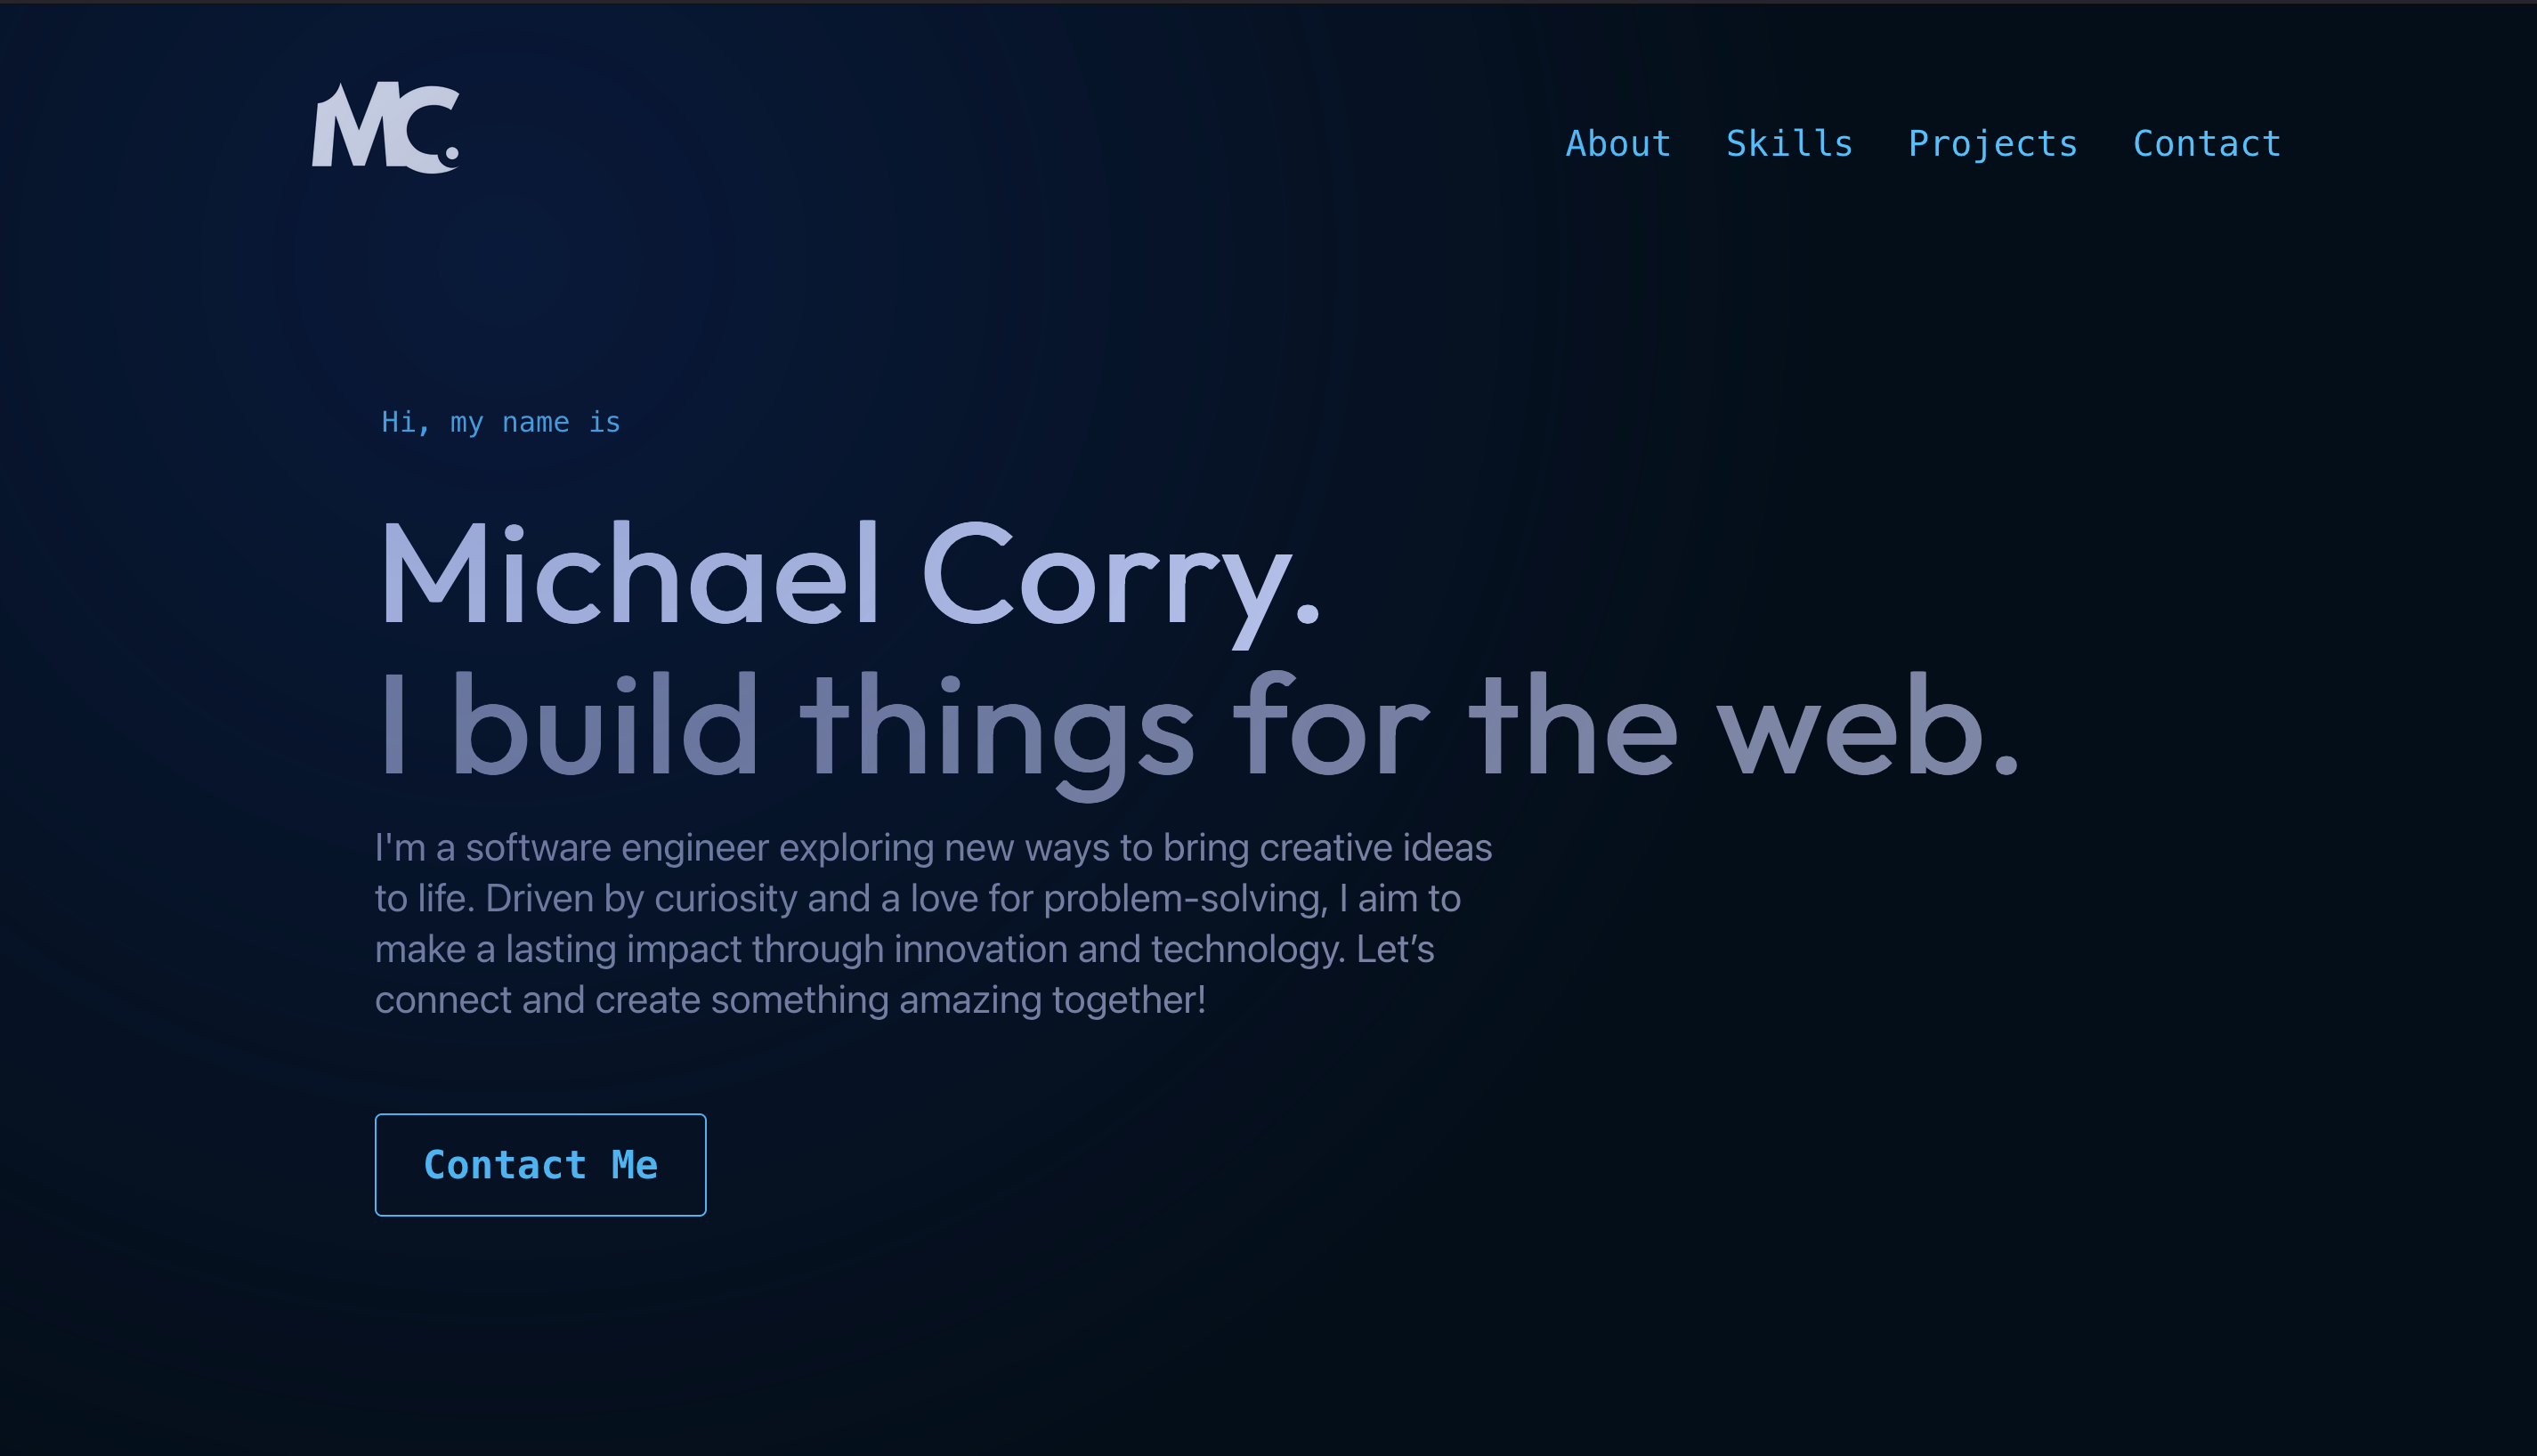 MC.
About Skills Projects Contact
Hi, my name is
Michael Corry.
I build things for the web.
I'm a software engineer exploring new ways to bring creative ideas
to life. Driven by curiosity and a love for problem-solving, I aim to
make a lasting impact through innovation and technology. Let’s
connect and create something amazing together!
Contact Me